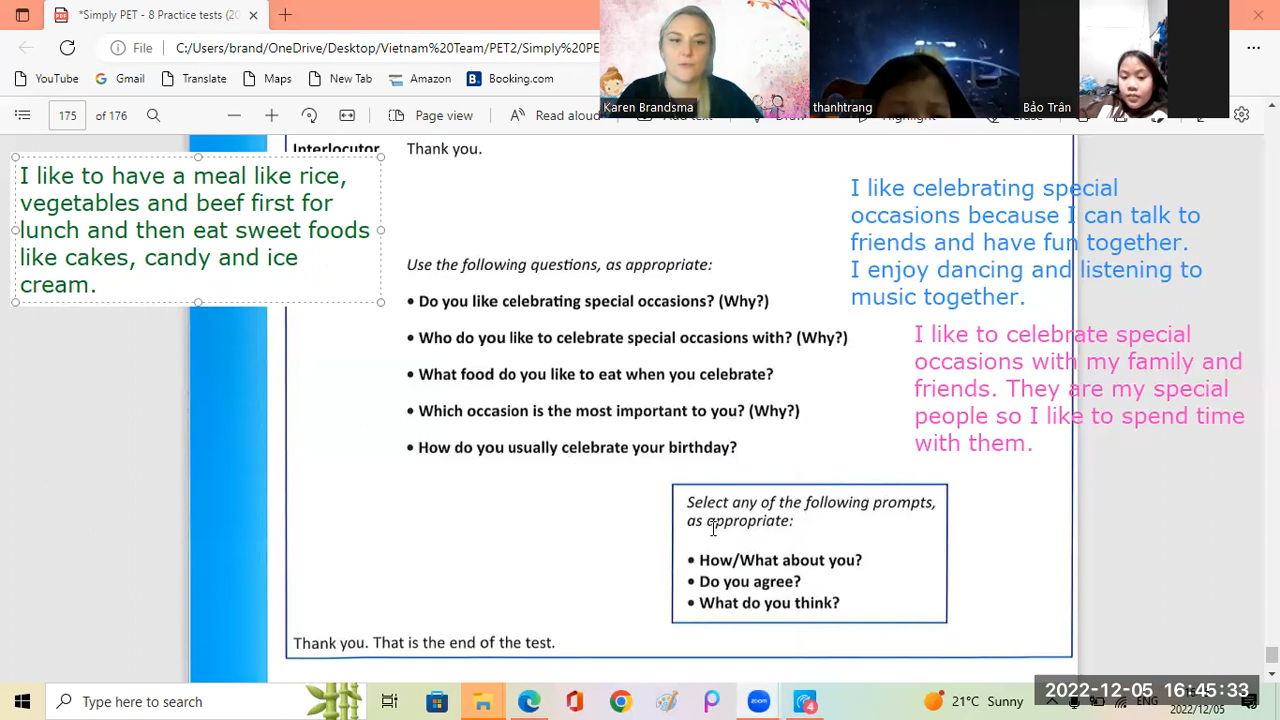 *Simply PET - 8 Practice tests (20
File
C:/Users/brand/OneDrive/Desktop/Vietnam%20Team/PET2/Simply%20PE
YouTube
Gmail
Translate
Maps
New Tab
Amazon
Booking.com
Karen Brandsma
thanhtrang
Bảo Trân
173 of 176
Page view
Read aloud
Interlocutor Thank you.
I like to have a meal like rice,
vegetables and beef first for
lunch and then eat sweet foods
like cakes, candy and ice
cream.
I like celebrating special
occasions because I can talk to
friends and have fun together.
I enjoy dancing and listening to
music together.
Use the following questions, as appropriate:
• Do you like celebrating special occasions? (Why?)
• Who do you like to celebrate special occasions with? (Why?)
• What food do you like to eat when you celebrate?
• Which occasion is the most important to you? (Why?)
• How do you usually celebrate your birthday?
I like to celebrate special
occasions with my family and
friends. They are my special
people so I like to spend time
with them.
Select any of the following prompts,
as appropriate:
• How/What about you?
• Do you agree?
• What do you think?
Thank you. That is the end of the test.
Type here to search
zoom
4
21°C Sunny
2022-12-05 16:45:33
2022/12/05